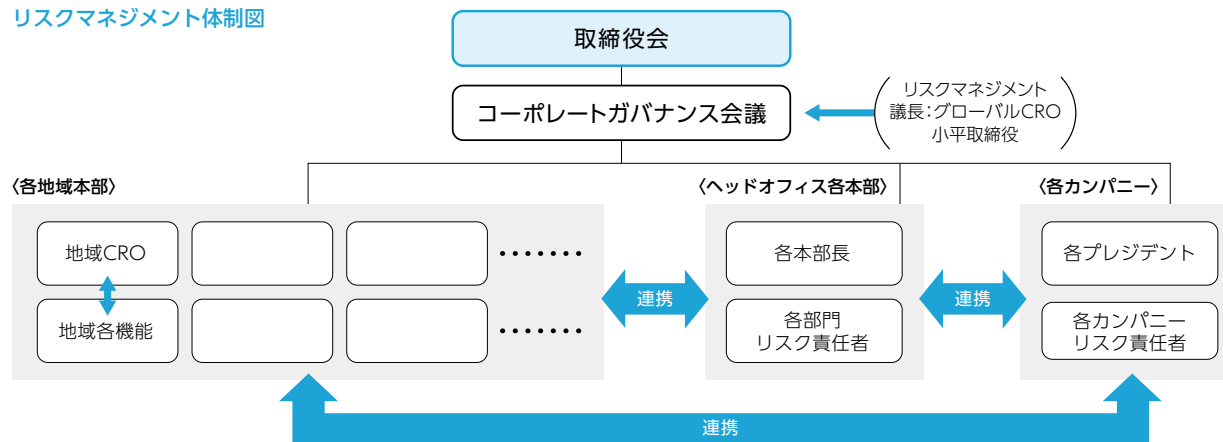 リスクマネジメント体制図
取締役会
コーポレートガバナンス会議
リスクマネジメント
議長：グローバルCRO
小平取締役
〈各地域本部〉
〈ヘッドオフィス各本部〉
〈各カンパニー〉
地域CRO
･･･････
各本部長
各プレジデント
連携
連携
地域各機能
･･･････
各部門
リスク責任者
各カンパニー
リスク責任者
連携